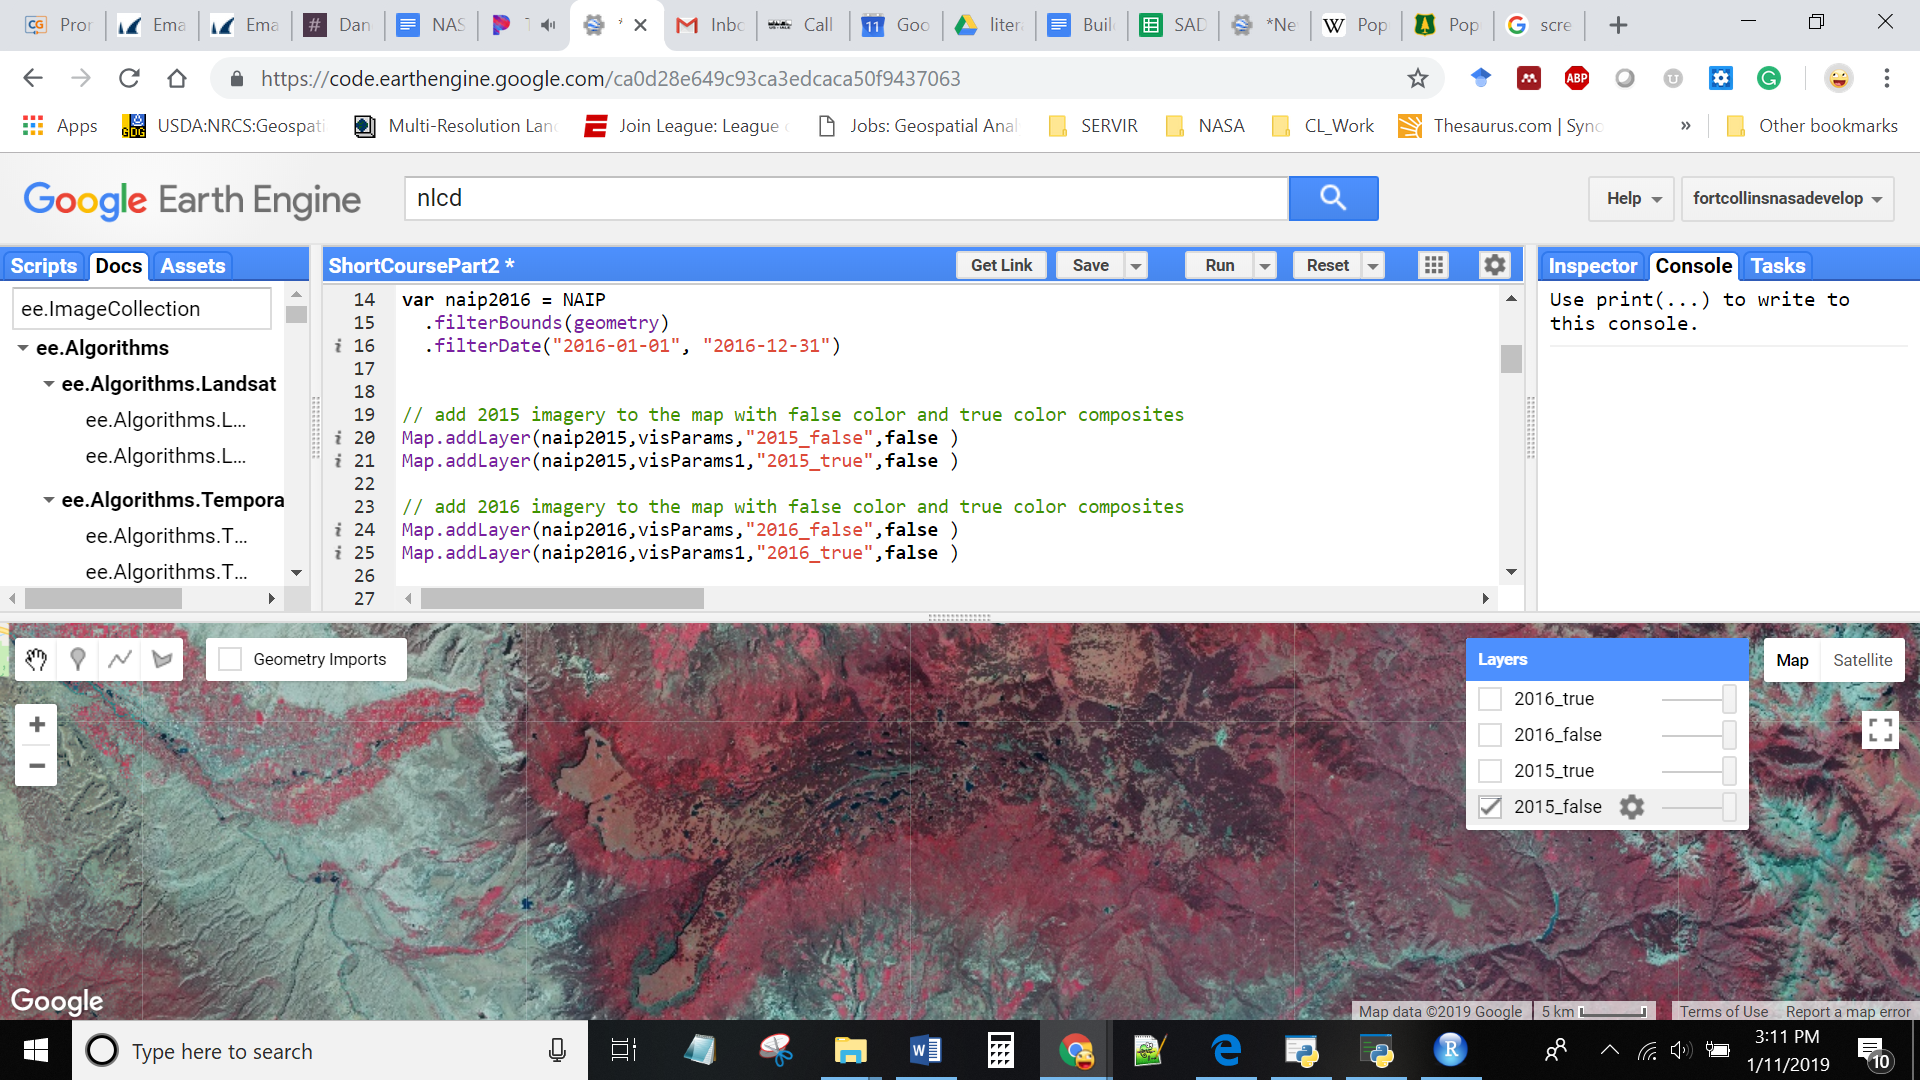 Pror
Ema
Ema
Dan
NAS
T
*
Inbo
Call
Goo
litera
Buil
SAD
*Ne
Pop
Pop
scre
https://code.earthengine.google.com/ca0d28e649c93ca3edcaca50f9437063
Apps
USDA:NRCS:Geospati
Multi-Resolution Lan
Join League: League
Jobs: Geospatial Anal
SERVIR
NASA
CL_Work
Thesaurus.com | Syno
»
Other bookmarks
Google Earth Engine
nlcd
Help
fortcollinsnasadevelop
Scripts Docs Assets
ShortCoursePart2 *
Get Link Save Run Reset
Inspector Console Tasks
ee.ImageCollection
ee.Algorithms
ee.Algorithms.Landsat
ee.Algorithms.L...
ee.Algorithms.L...
ee.Algorithms.Tempora
ee.Algorithms.T...
ee.Algorithms.T...
14 var naip2016 = NAIP
15 .filterBounds(geometry)
i 16 .filterDate("2016-01-01", "2016-12-31")
17
18
19 // add 2015 imagery to the map with false color and true color composites
i 20 Map.addLayer(naip2015,visParams,"2015_false",false )
i 21 Map.addLayer(naip2015,visParams1,"2015_true",false )
22
23 // add 2016 imagery to the map with false color and true color composites
i 24 Map.addLayer(naip2016,visParams,"2016_false",false )
i 25 Map.addLayer(naip2016,visParams1,"2016_true",false )
26
27
Use print(...) to write to
this console.
Geometry Imports
+
−
Layers
2016_true
2016_false
2015_true
2015_false
Map Satellite
Google
Map data ©2019 Google 5 km Terms of Use Report a map error
Type here to search
3:11 PM
1/11/2019
10